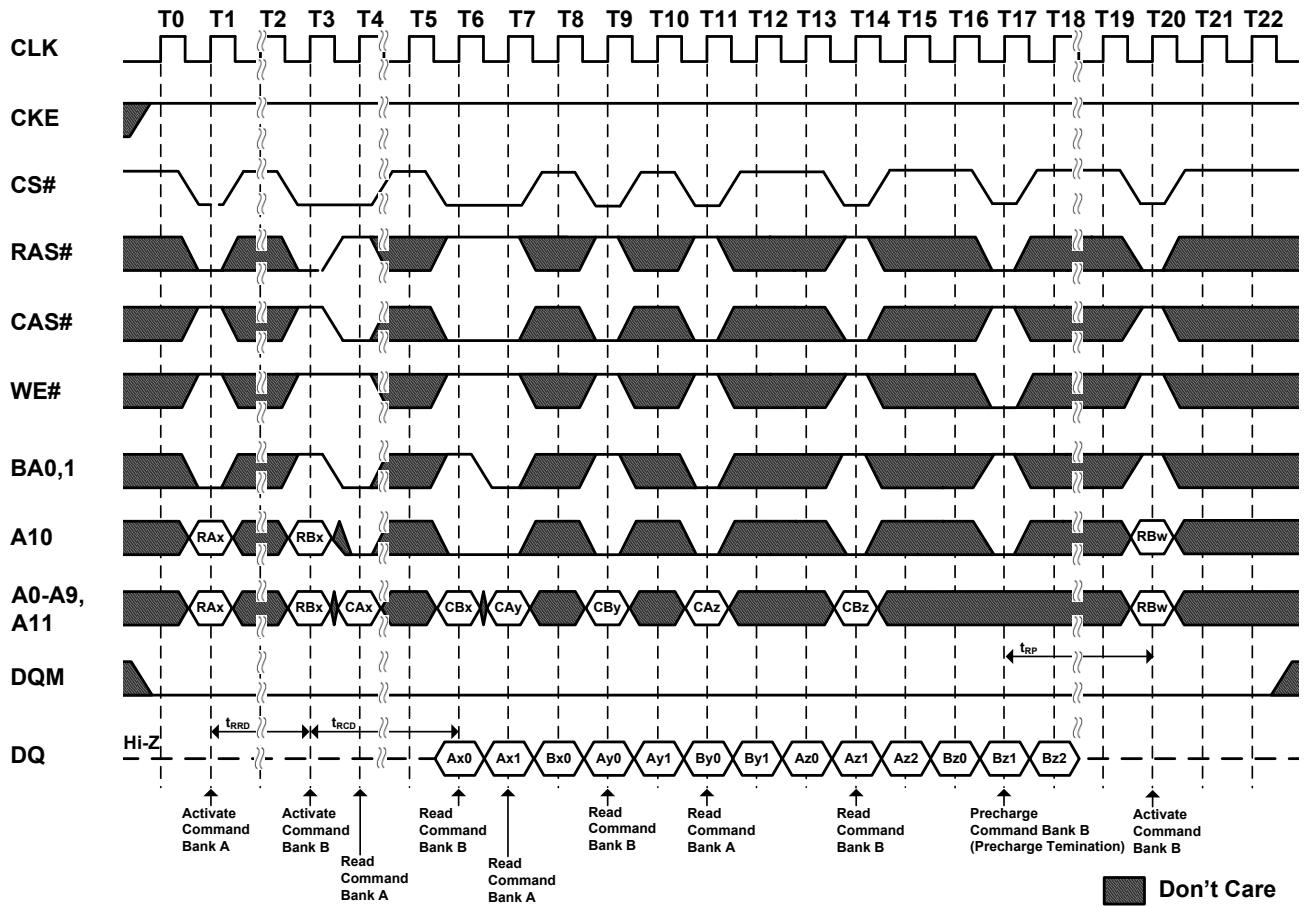 T0 T1 T2 T3 T4 T5 T6 T7 T8 T9 T10 T11 T12 T13 T14 T15 T16 T17 T18 T19 T20 T21 T22
CLK
CKE
CS#
RAS#
CAS#
WE#
BA0,1
A10
RAx RBx RBw
A0-A9,
A11
RAx RBx CAx CBx CAy CBy CAz CBz RBw
tRP
DQM
tRRD tRCD
Hi-Z
DQ
Ax0 Ax1 Bx0 Ay0 Ay1 By0 By1 Az0 Az1 Az2 Bz0 Bz1 Bz2
Activate
Command
Bank A
Activate
Command
Bank B
Read
Command
Bank A
Read
Command
Bank B
Read
Command
Bank A
Read
Command
Bank B
Read
Command
Bank A
Read
Command
Bank B
Precharge
Command Bank B
(Precharge Temination)
Activate
Command
Bank B
Don't Care